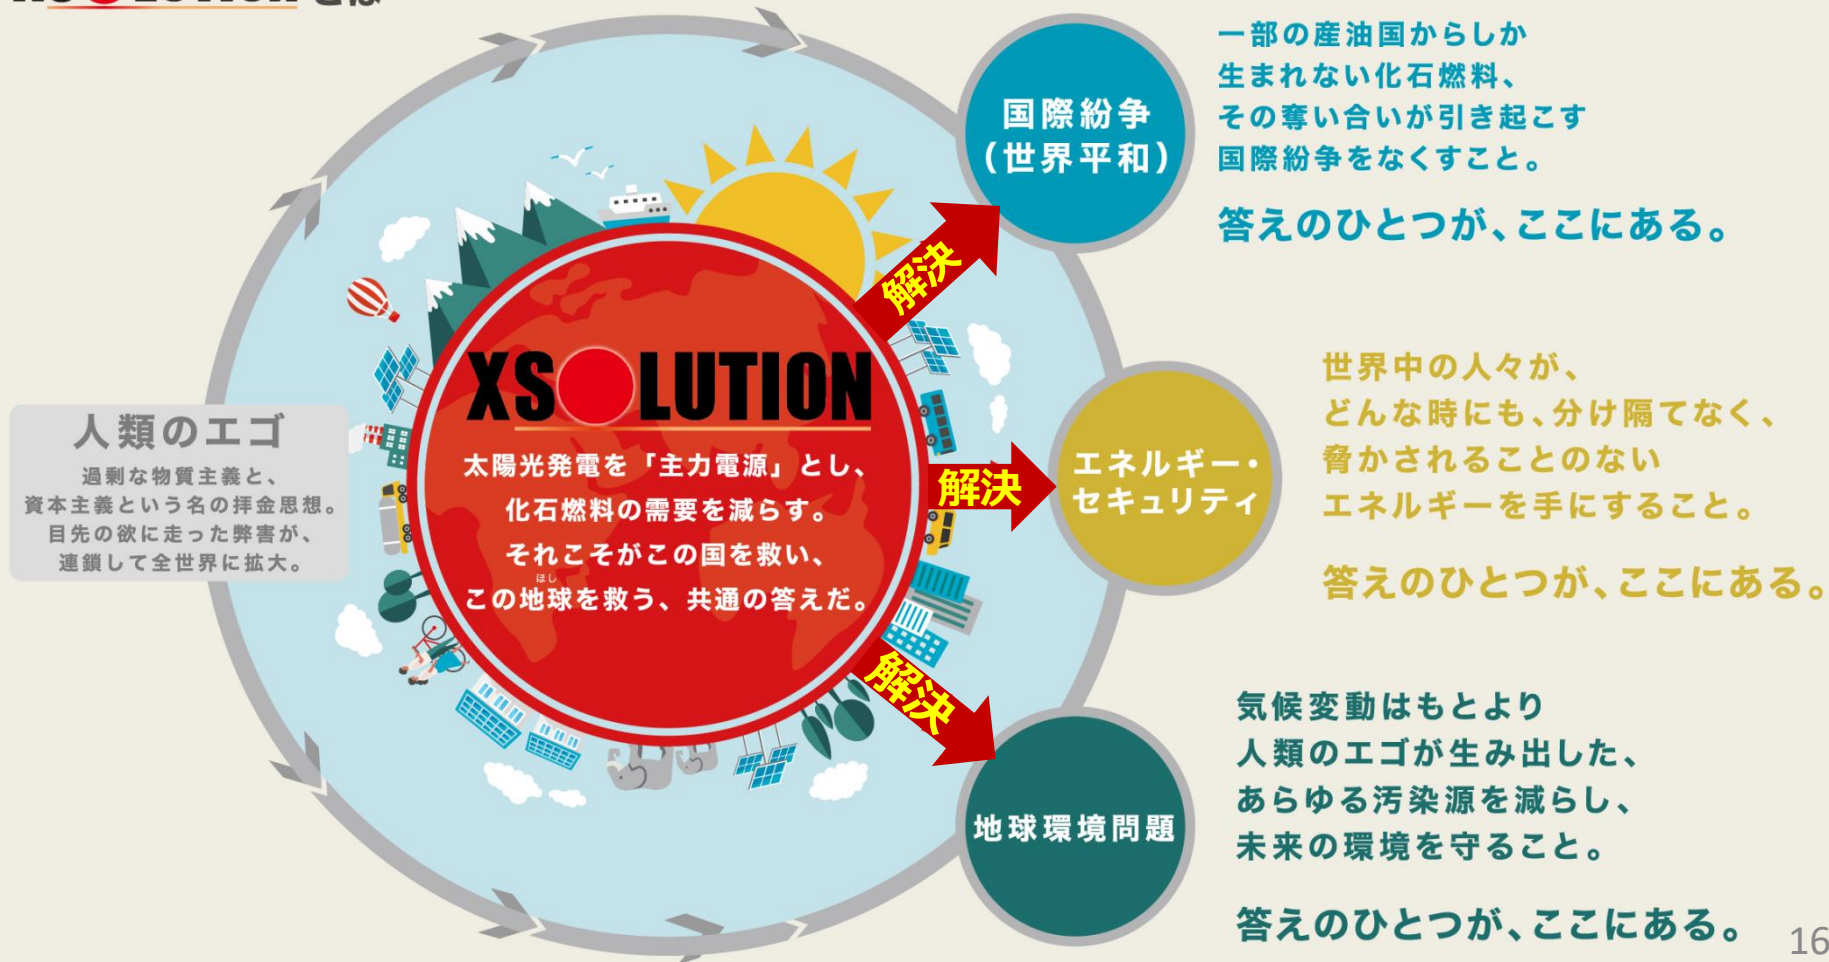 XSOLUTIONとは
人類のエゴ
過剰な物質主義と、
資本主義という名の拝金思想。
目先の欲に走った弊害が、
連鎖して全世界に拡大。
XSOLUTION
太陽光発電を「主力電源」とし、
化石燃料の需要を減らす。
それこそがこの国を救い、
ほし
この地球を救う、共通の答えだ。
解決
解決
解決
国際紛争
(世界平和)
一部の産油国からしか
生まれない化石燃料、
その奪い合いが引き起こす
国際紛争をなくすこと。
答えのひとつが、ここにある。
エネルギー・
セキュリティ
世界中の人々が、
どんな時にも、分け隔てなく、
脅かされることのない
エネルギーを手にすること。
答えのひとつが、ここにある。
地球環境問題
気候変動はもとより
人類のエゴが生み出した、
あらゆる汚染源を減らし、
未来の環境を守ること。
答えのひとつが、ここにある。
16